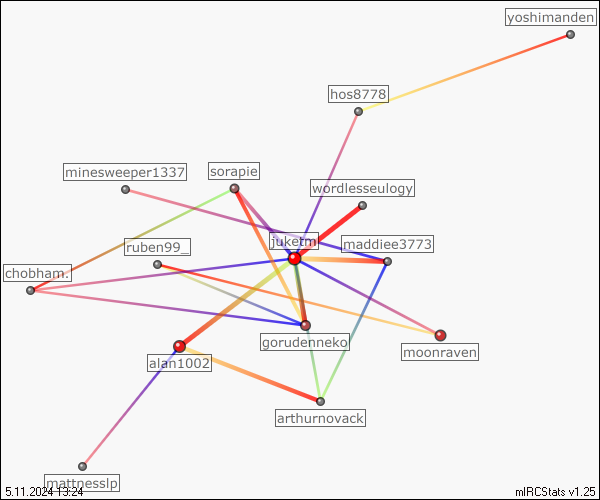 yoshimanden
hos8778
minesweeper1337
sorapie
wordlesseulogy
juketm
maddiee3773
ruben99_
chobham.
gorudenneko
moonraven
alan1002
arthurnovack
mattnesslp
5.11.2024 13:24
mIRCStats v1.25